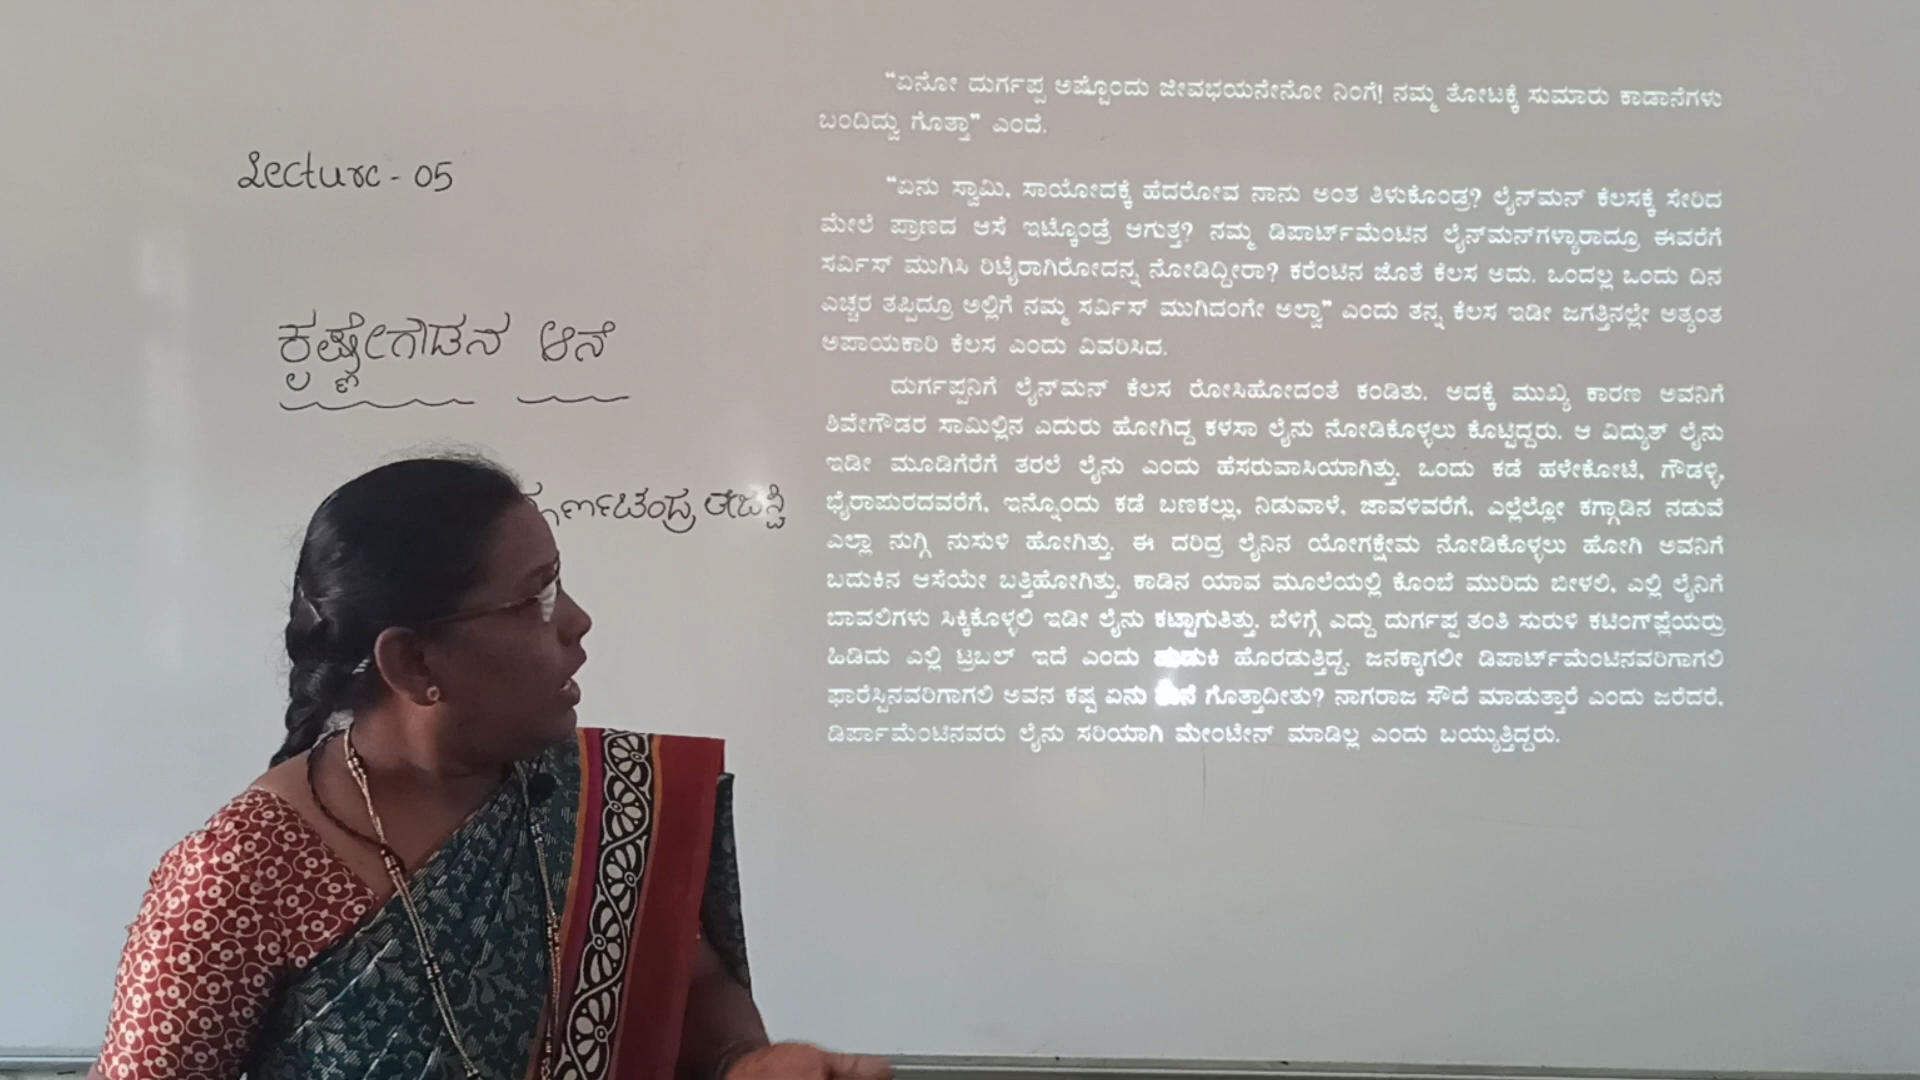 Lecture - 05
ಕೃಷ್ಣೇಗೌಡನ ಆನೆ
ಪೂರ್ಣಚಂದ್ರ ತೇಜಸ್ವಿ
“ಏನೋ ದುರ್ಗಪ್ಪ ಅಷ್ಟೊಂದು ಜೀವಭಯನೇನೋ ನಿಂಗೆ! ನಮ್ಮ ತೋಟಕ್ಕೆ ಸುಮಾರು ಕಾಡಾನೆಗಳು
ಬಂದಿದ್ವು ಗೊತ್ತಾ” ಎಂದೆ.
“ಏನು ಸ್ವಾಮಿ, ಸಾಯೋದಕ್ಕೆ ಹೆದರೋವ ನಾನು ಅಂತ ತಿಳುಕೊಂಡ್ರ? ಲೈನ್‌ಮನ್ ಕೆಲಸಕ್ಕೆ ಸೇರಿದ
ಮೇಲೆ ಪ್ರಾಣದ ಆಸೆ ಇಟ್ಕೊಂಡ್ರೆ ಆಗುತ್ತ? ನಮ್ಮ ಡಿಪಾರ್ಟ್‌ಮೆಂಟಿನ ಲೈನ್‌ಮನ್‌ಗಳ್ಯಾರಾದ್ರೂ ಈವರೆಗೆ
ಸರ್ವಿಸ್ ಮುಗಿಸಿ ರಿಟೈರಾಗಿರೋದನ್ನ ನೋಡಿದ್ದೀರಾ? ಕರೆಂಟಿನ ಜೊತೆ ಕೆಲಸ ಅದು. ಒಂದಲ್ಲ ಒಂದು ದಿನ
ಎಚ್ಚರ ತಪ್ಪಿದ್ರೂ ಅಲ್ಲಿಗೆ ನಮ್ಮ ಸರ್ವಿಸ್ ಮುಗಿದಂಗೇ ಅಲ್ವಾ” ಎಂದು ತನ್ನ ಕೆಲಸ ಇಡೀ ಜಗತ್ತಿನಲ್ಲೇ ಅತ್ಯಂತ
ಅಪಾಯಕಾರಿ ಕೆಲಸ ಎಂದು ವಿವರಿಸಿದ.
ದುರ್ಗಪ್ಪನಿಗೆ ಲೈನ್‌ಮನ್ ಕೆಲಸ ರೋಸಿಹೋದಂತೆ ಕಂಡಿತು. ಅದಕ್ಕೆ ಮುಖ್ಯ ಕಾರಣ ಅವನಿಗೆ
ಶಿವೇಗೌಡರ ಸಾಮಿಲ್ಲಿನ ಎದುರು ಹೋಗಿದ್ದ ಕಳಸಾ ಲೈನು ನೋಡಿಕೊಳ್ಳಲು ಕೊಟ್ಟಿದ್ದರು. ಆ ವಿದ್ಯುತ್ ಲೈನು
ಇಡೀ ಮೂಡಿಗೆರೆಗೆ ತರಲೆ ಲೈನು ಎಂದು ಹೆಸರುವಾಸಿಯಾಗಿತ್ತು. ಒಂದು ಕಡೆ ಹಳೇಕೋಟೆ, ಗೌಡಳ್ಳಿ,
ಭೈರಾಪುರದವರೆಗೆ, ಇನ್ನೊಂದು ಕಡೆ ಬಣಕಲ್ಲು, ನಿಡುವಾಳೆ, ಜಾವಳಿವರೆಗೆ, ಎಲ್ಲೆಲ್ಲೋ ಕಗ್ಗಾಡಿನ ನಡುವೆ
ಎಲ್ಲಾ ನುಗ್ಗಿ ನುಸುಳಿ ಹೋಗಿತ್ತು. ಈ ದರಿದ್ರ ಲೈನಿನ ಯೋಗಕ್ಷೇಮ ನೋಡಿಕೊಳ್ಳಲು ಹೋಗಿ ಅವನಿಗೆ
ಬದುಕಿನ ಆಸೆಯೇ ಬತ್ತಿಹೋಗಿತ್ತು. ಕಾಡಿನ ಯಾವ ಮೂಲೆಯಲ್ಲಿ ಕೊಂಬೆ ಮುರಿದು ಬೀಳಲಿ, ಎಲ್ಲಿ ಲೈನಿಗೆ
ಬಾವಲಿಗಳು ಸಿಕ್ಕಿಕೊಳ್ಳಲಿ ಇಡೀ ಲೈನು ಕಟ್ಟಾಗುತಿತ್ತು. ಬೆಳಿಗ್ಗೆ ಎದ್ದು ದುರ್ಗಪ್ಪ ತಂತಿ ಸುರುಳಿ ಕಟಿಂಗ್‌ಪ್ಲೆಯರ‍್ರು
ಹಿಡಿದು ಎಲ್ಲಿ ಟ್ರಬಲ್ ಇದೆ ಎಂದು ಹುಡುಕಿ ಹೊರಡುತ್ತಿದ್ದ. ಜನಕ್ಕಾಗಲೀ ಡಿಪಾರ್ಟ್‌ಮೆಂಟಿನವರಿಗಾಗಲಿ
ಫಾರೆಸ್ಟಿನವರಿಗಾಗಲಿ ಅವನ ಕಷ್ಟ ಏನು ಗೊತ್ತಾದೀತು? ನಾಗರಾಜ ಸೌದೆ ಮಾಡುತ್ತಾರೆ ಎಂದು ಜರೆದರೆ,
ಡಿರ್ಪಾಮೆಂಟಿನವರು ಲೈನು ಸರಿಯಾಗಿ ಮೇಂಟೇನ್ ಮಾಡಿಲ್ಲ ಎಂದು ಬಯ್ಯುತ್ತಿದ್ದರು.